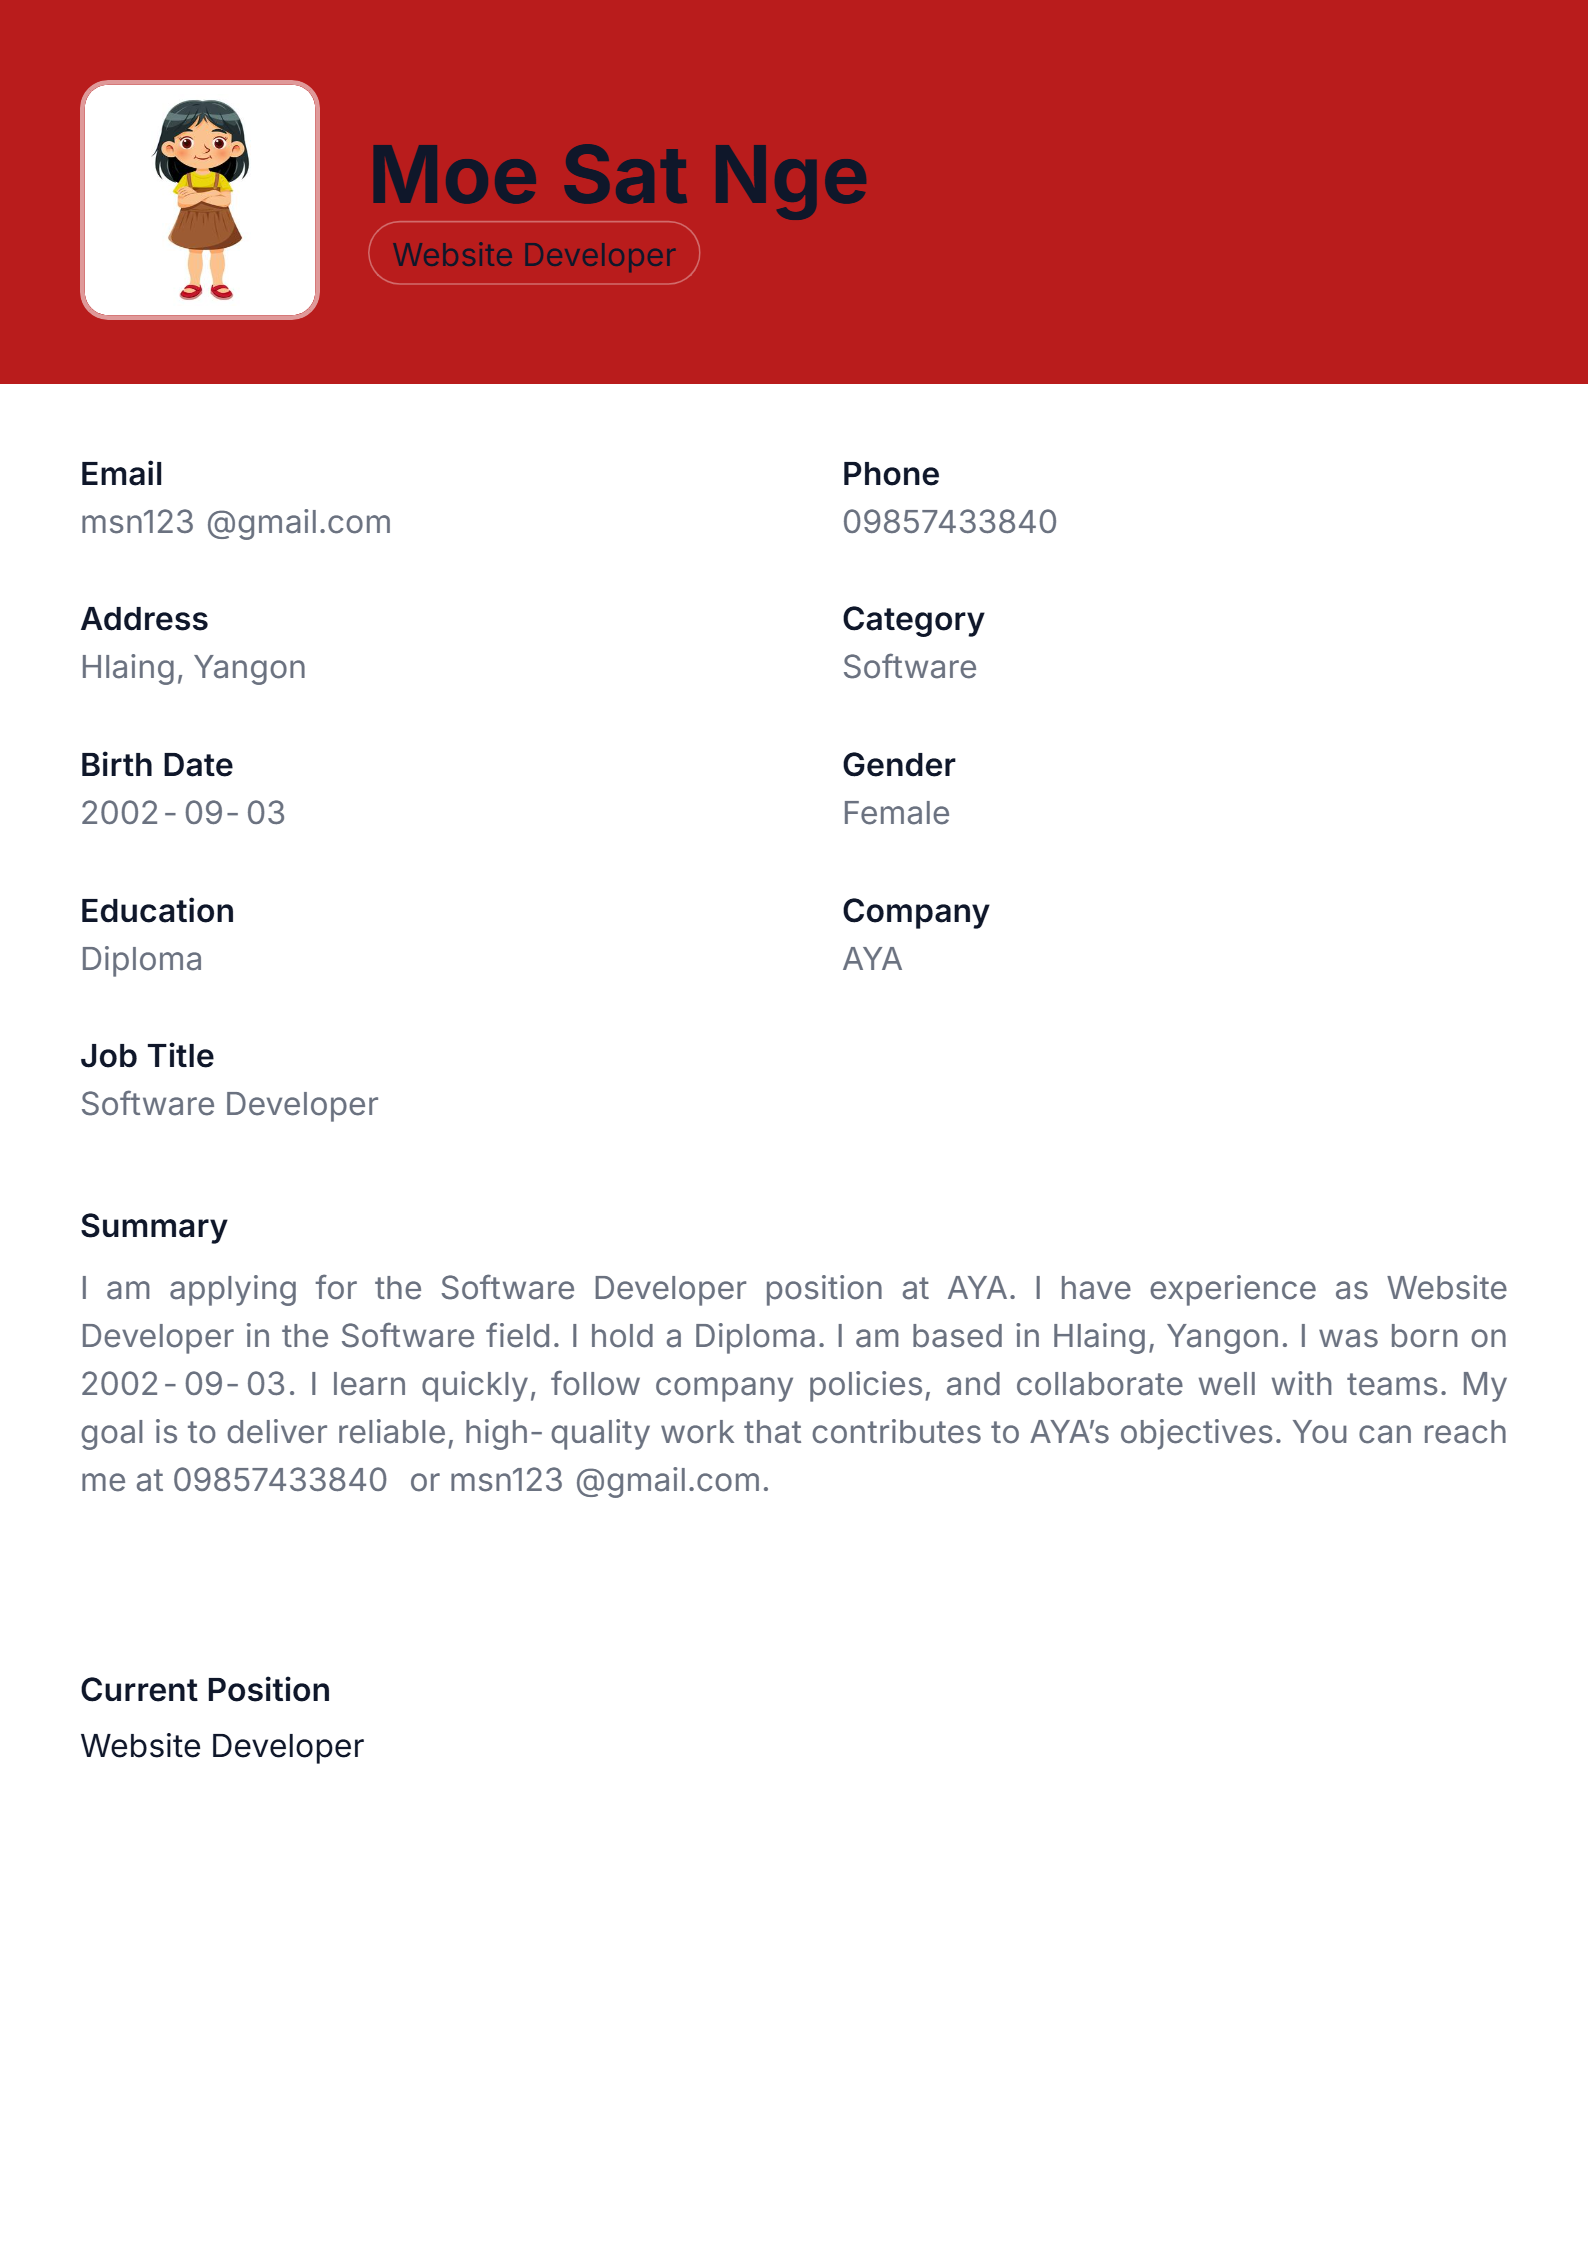 Moe Sat Nge
Website Developer
Email
msn123 @gmail.com
Phone
09857433840
Address
Hlaing, Yangon
Category
Software
Birth Date
2002-09-03
Gender
Female
Education
Diploma
Company
AYA
Job Title
Software Developer
Summary
I am applying for the Software Developer position at AYA. I have experience as Website
Developer in the Software field. I hold a Diploma. I am based in Hlaing, Yangon. I was born on
2002-09-03. I learn quickly, follow company policies, and collaborate well with teams. My
goal is to deliver reliable, high-quality work that contributes to AYA’s objectives. You can reach
me at 09857433840 or msn123 @gmail.com.
Current Position
Website Developer